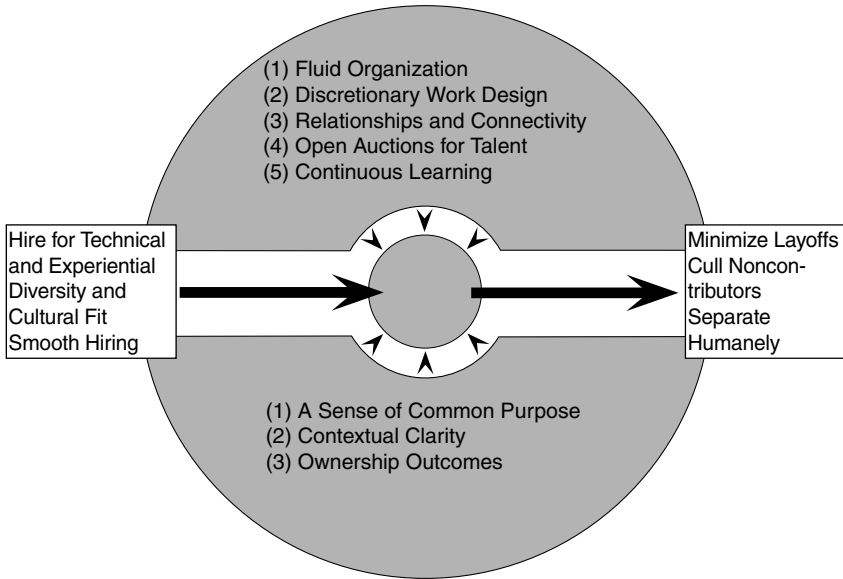 (1) Fluid Organization
(2) Discretionary Work Design
(3) Relationships and Connectivity
(4) Open Auctions for Talent
(5) Continuous Learning
Hire for Technical
and Experiential
Diversity and
Cultural Fit
Smooth Hiring
Minimize Layoffs
Cull Noncon-
tributors
Separate
Humanely
(1) A Sense of Common Purpose
(2) Contextual Clarity
(3) Ownership Outcomes